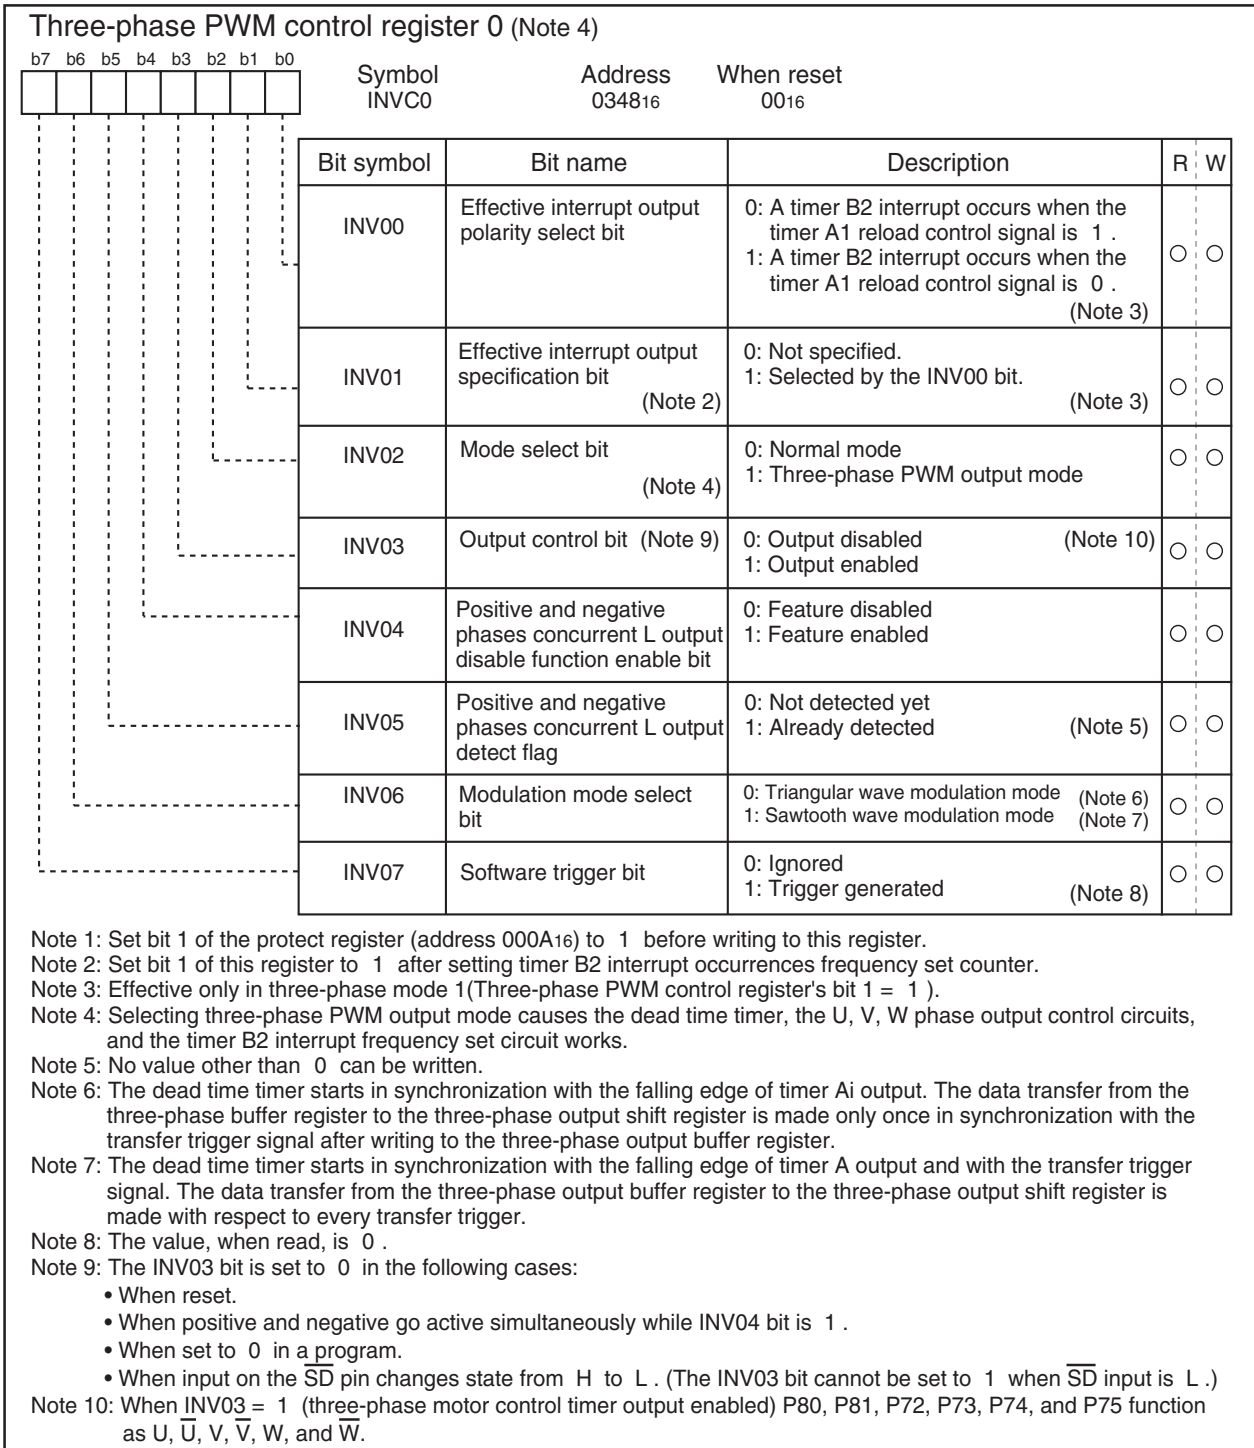 Three-phase PWM control register 0 (Note 4)
b7 b6 b5 b4 b3 b2 b1 b0
Symbol Address When reset
INVC0 034816 0016
Bit symbol Bit name Description R W
INV00 Effective interrupt output polarity select bit
0: A timer B2 interrupt occurs when the
timer A1 reload control signal is 1 .
1: A timer B2 interrupt occurs when the
timer A1 reload control signal is 0 .
(Note 3)
INV01 Effective interrupt output specification bit
(Note 2)
0: Not specified.
1: Selected by the INV00 bit.
(Note 3)
INV02 Mode select bit
(Note 4)
0: Normal mode
1: Three-phase PWM output mode
INV03 Output control bit (Note 9)
0: Output disabled (Note 10)
1: Output enabled
INV04 Positive and negative
phases concurrent L output
disable function enable bit
0: Feature disabled
1: Feature enabled
INV05 Positive and negative
phases concurrent L output
detect flag
0: Not detected yet
1: Already detected (Note 5)
INV06 Modulation mode select
bit
0: Triangular wave modulation mode (Note 6)
1: Sawtooth wave modulation mode (Note 7)
INV07 Software trigger bit
0: Ignored
1: Trigger generated (Note 8)
Note 1: Set bit 1 of the protect register (address 000A16) to 1 before writing to this register.
Note 2: Set bit 1 of this register to 1 after setting timer B2 interrupt occurrences frequency set counter.
Note 3: Effective only in three-phase mode 1(Three-phase PWM control register's bit 1 = 1 ).
Note 4: Selecting three-phase PWM output mode causes the dead time timer, the U, V, W phase output control circuits,
and the timer B2 interrupt frequency set circuit works.
Note 5: No value other than 0 can be written.
Note 6: The dead time timer starts in synchronization with the falling edge of timer Ai output. The data transfer from the
three-phase buffer register to the three-phase output shift register is made only once in synchronization with the
transfer trigger signal after writing to the three-phase output buffer register.
Note 7: The dead time timer starts in synchronization with the falling edge of timer A output and with the transfer trigger
signal. The data transfer from the three-phase output buffer register to the three-phase output shift register is
made with respect to every transfer trigger.
Note 8: The value, when read, is 0 .
Note 9: The INV03 bit is set to 0 in the following cases:
• When reset.
• When positive and negative go active simultaneously while INV04 bit is 1 .
• When set to 0 in a program.
• When input on the S̅D̅ pin changes state from H to L . (The INV03 bit cannot be set to 1 when S̅D̅ input is L .)
Note 10: When INV03 = 1 (three-phase motor control timer output enabled) P80, P81, P72, P73, P74, and P75 function
as U, U̅, V, V̅, W, and W̅.